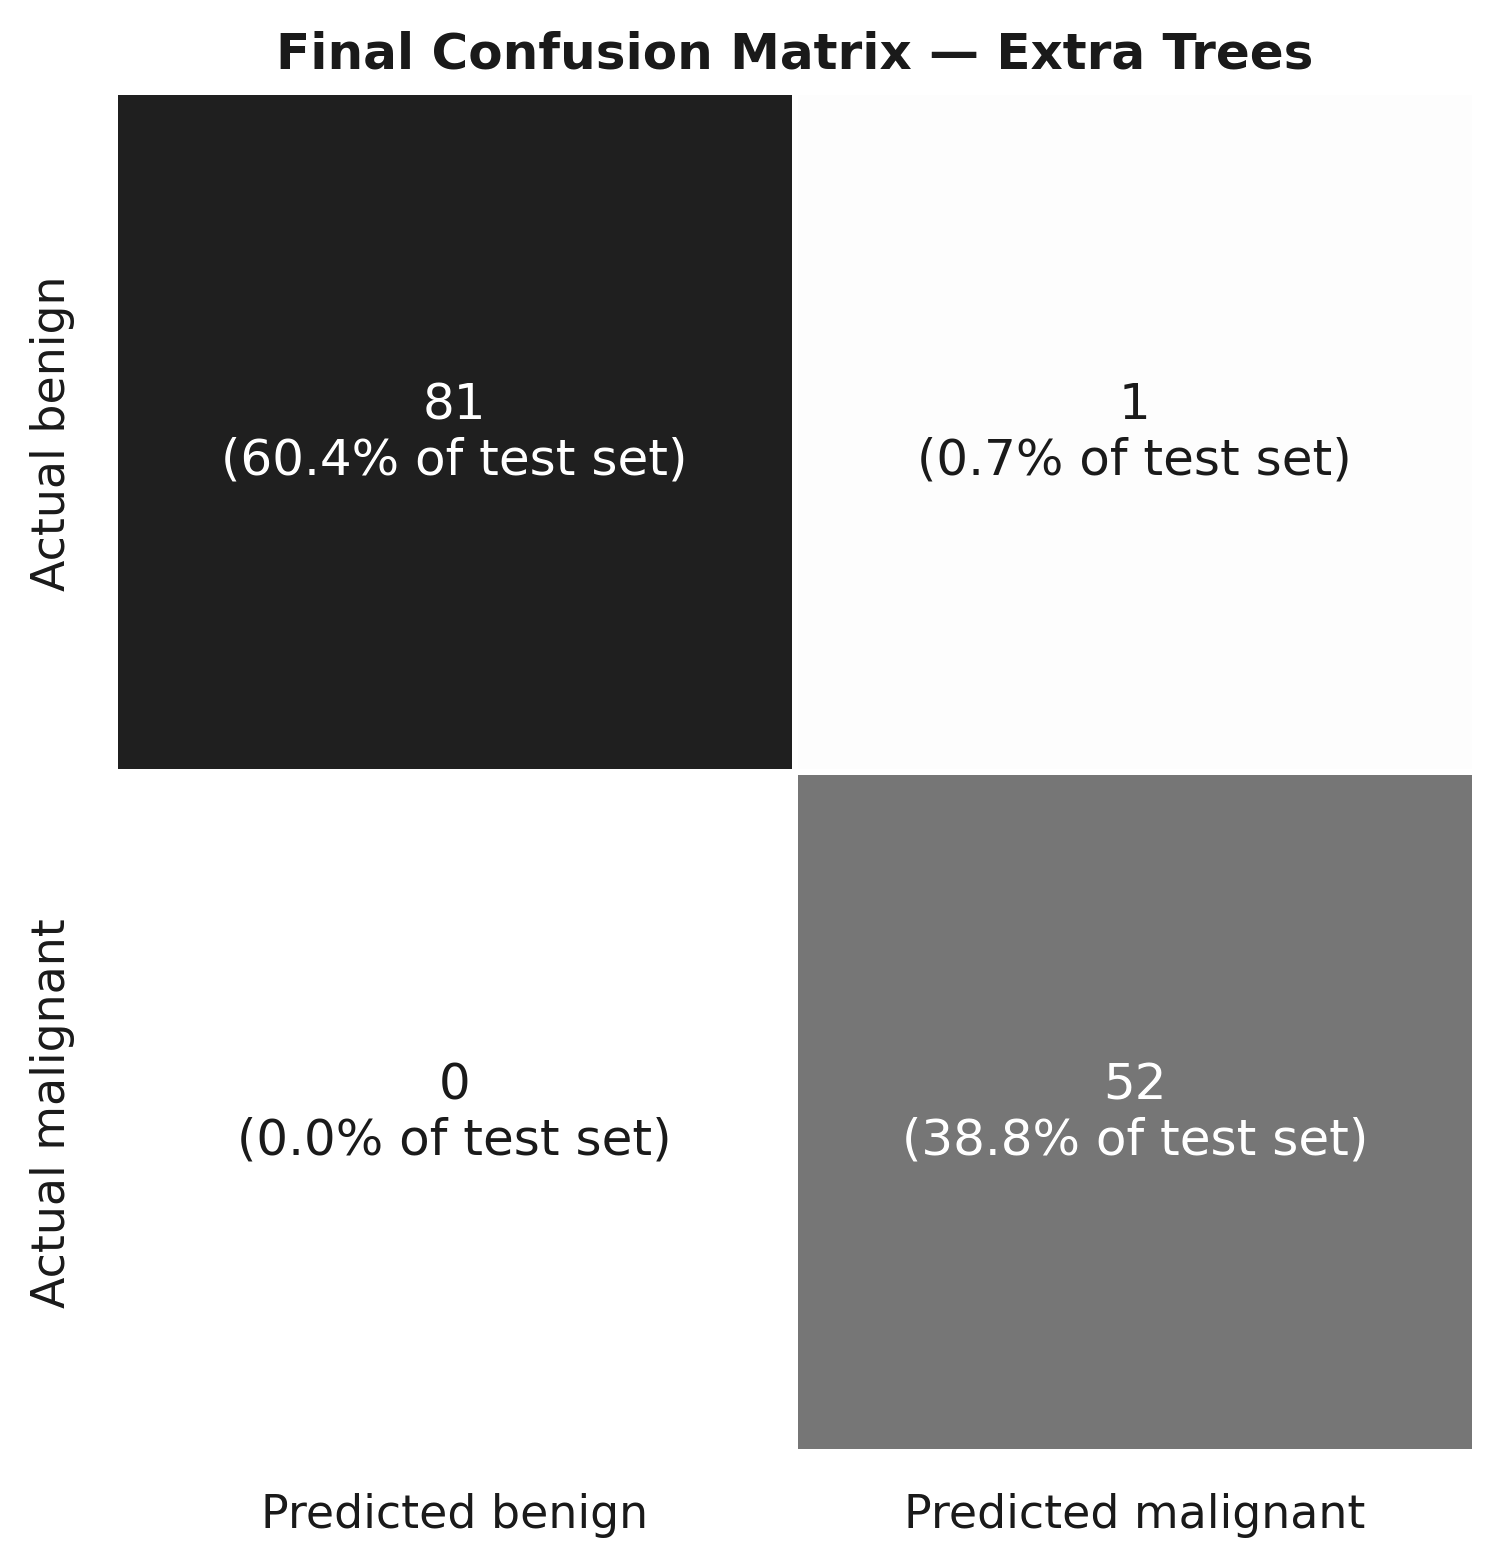 Final Confusion Matrix — Extra Trees
Actual benign
81
(60.4% of test set)
1
(0.7% of test set)
Actual malignant
0
(0.0% of test set)
52
(38.8% of test set)
Predicted benign
Predicted malignant